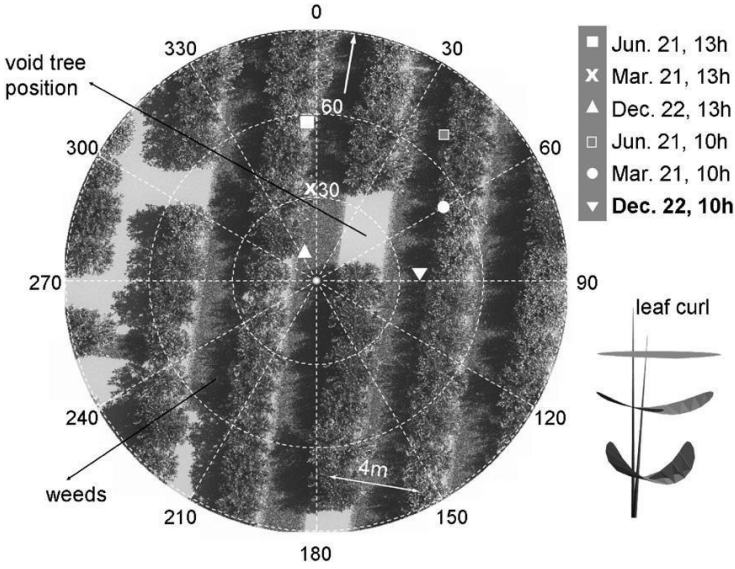 0
330
30
void tree
position
60
300
60
30
270
90
240
120
weeds
4m
210
150
180
Jun. 21, 13h
Mar. 21, 13h
Dec. 22, 13h
Jun. 21, 10h
Mar. 21, 10h
Dec. 22, 10h
leaf curl